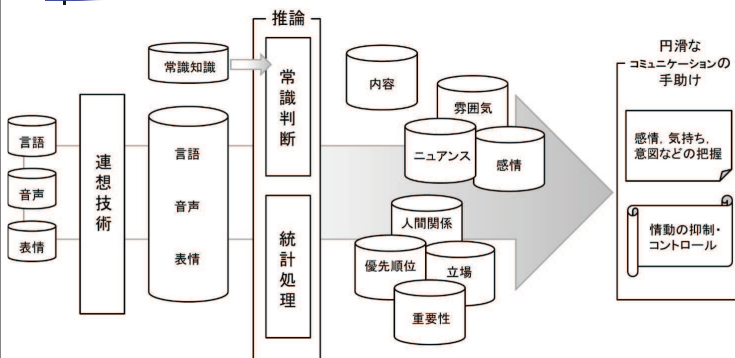 言語
音声
表情
連想技術
常識知識
言語
音声
表情
推論
常識判断
統計処理
内容
雰囲気
ニュアンス
感情
人間関係
優先順位
立場
重要性
円滑な
コミュニケーションの
手助け
感情,気持ち,
意図などの把握
情動の抑制・
コントロール